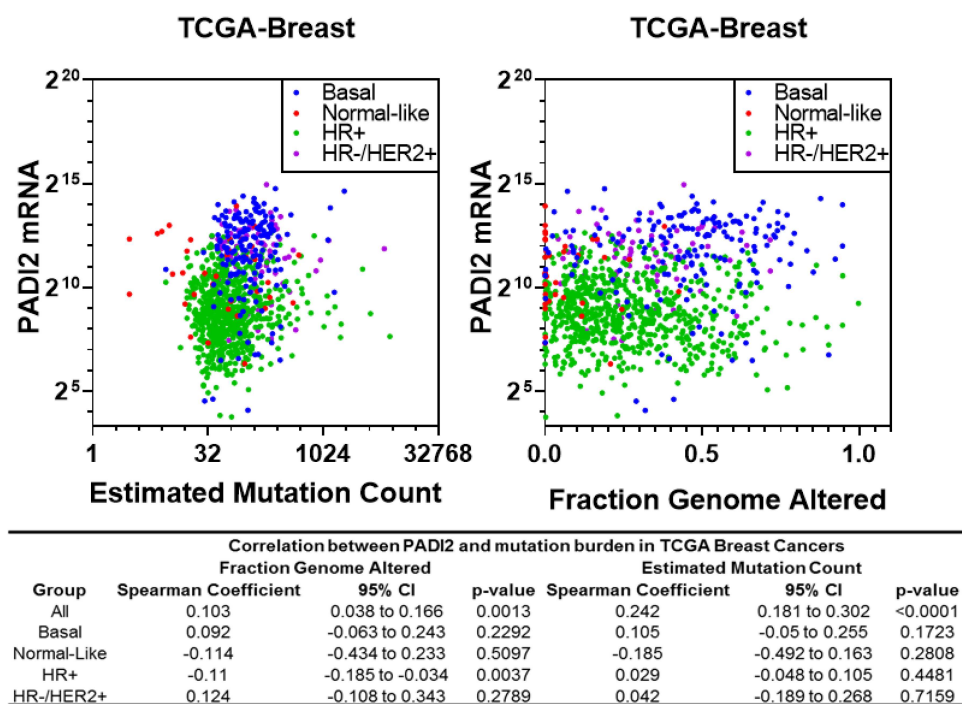 TCGA-Breast
2^20
2^15
2^10
2^5
PADI2 mRNA
Basal
Normal-like
HR+
HR-/HER2+
1 32 1024 32768
Estimated Mutation Count
TCGA-Breast
2^20
2^15
2^10
2^5
PADI2 mRNA
Basal
Normal-like
HR+
HR-/HER2+
0.0 0.5 1.0
Fraction Genome Altered
Correlation between PADI2 and mutation burden in TCGA Breast Cancers
Fraction Genome Altered Estimated Mutation Count
Group Spearman Coefficient 95% CI p-value Spearman Coefficient 95% CI p-value
All 0.103 0.038 to 0.166 0.0013 0.242 0.181 to 0.302 <0.0001
Basal 0.092 -0.063 to 0.243 0.2292 0.105 -0.05 to 0.255 0.1723
Normal-Like -0.114 -0.434 to 0.233 0.5097 -0.185 -0.492 to 0.163 0.2808
HR+ -0.11 -0.185 to -0.034 0.0037 0.029 -0.048 to 0.105 0.4481
HR-/HER2+ 0.124 -0.108 to 0.343 0.2789 0.042 -0.189 to 0.268 0.7159